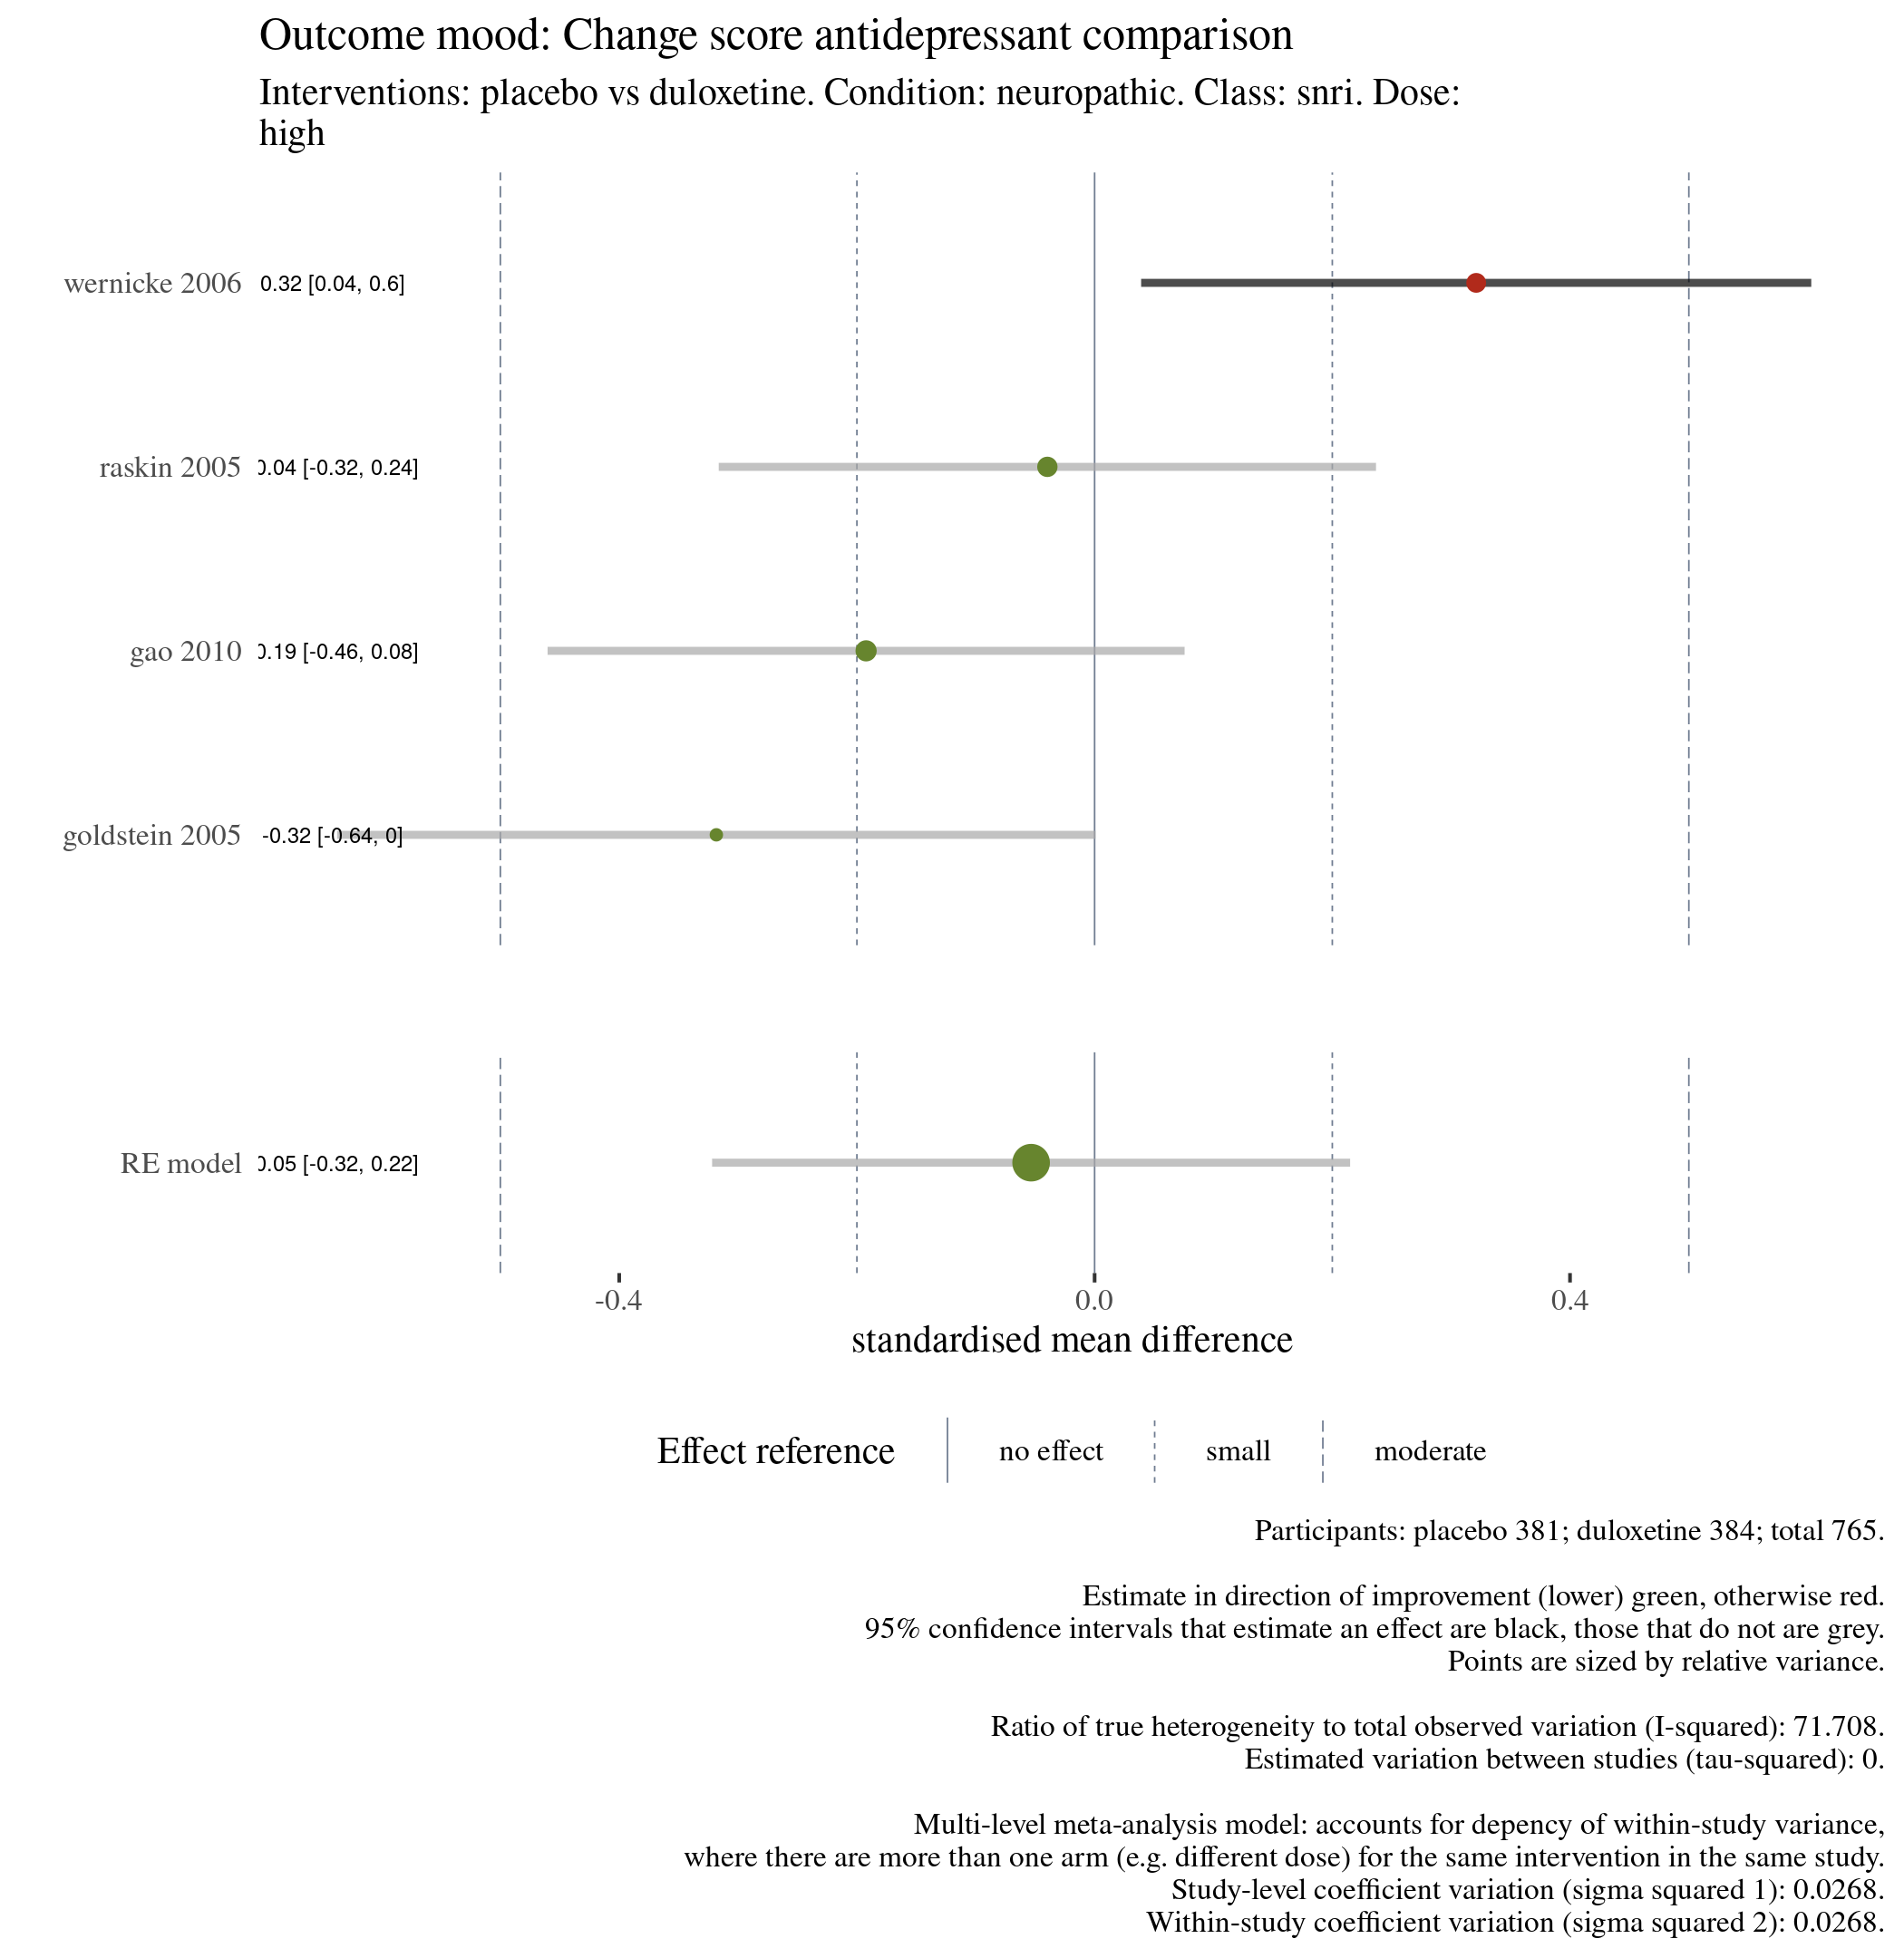 Outcome mood: Change score antidepressant comparison
Interventions: placebo vs duloxetine. Condition: neuropathic. Class: snri. Dose:
high
wernicke 2006 0.32 [0.04, 0.6]
raskin 2005 0.04 [-0.32, 0.24]
gao 2010 0.19 [-0.46, 0.08]
goldstein 2005 -0.32 [-0.64, 0]
RE model 0.05 [-0.32, 0.22]
-0.4 0.0 0.4
standardised mean difference
Effect reference no effect small moderate
Participants: placebo 381; duloxetine 384; total 765.
Estimate in direction of improvement (lower) green, otherwise red.
95% confidence intervals that estimate an effect are black, those that do not are grey.
Points are sized by relative variance.
Ratio of true heterogeneity to total observed variation (I-squared): 71.708.
Estimated variation between studies (tau-squared): 0.
Multi-level meta-analysis model: accounts for depency of within-study variance,
where there are more than one arm (e.g. different dose) for the same intervention in the same study.
Study-level coefficient variation (sigma squared 1): 0.0268.
Within-study coefficient variation (sigma squared 2): 0.0268.